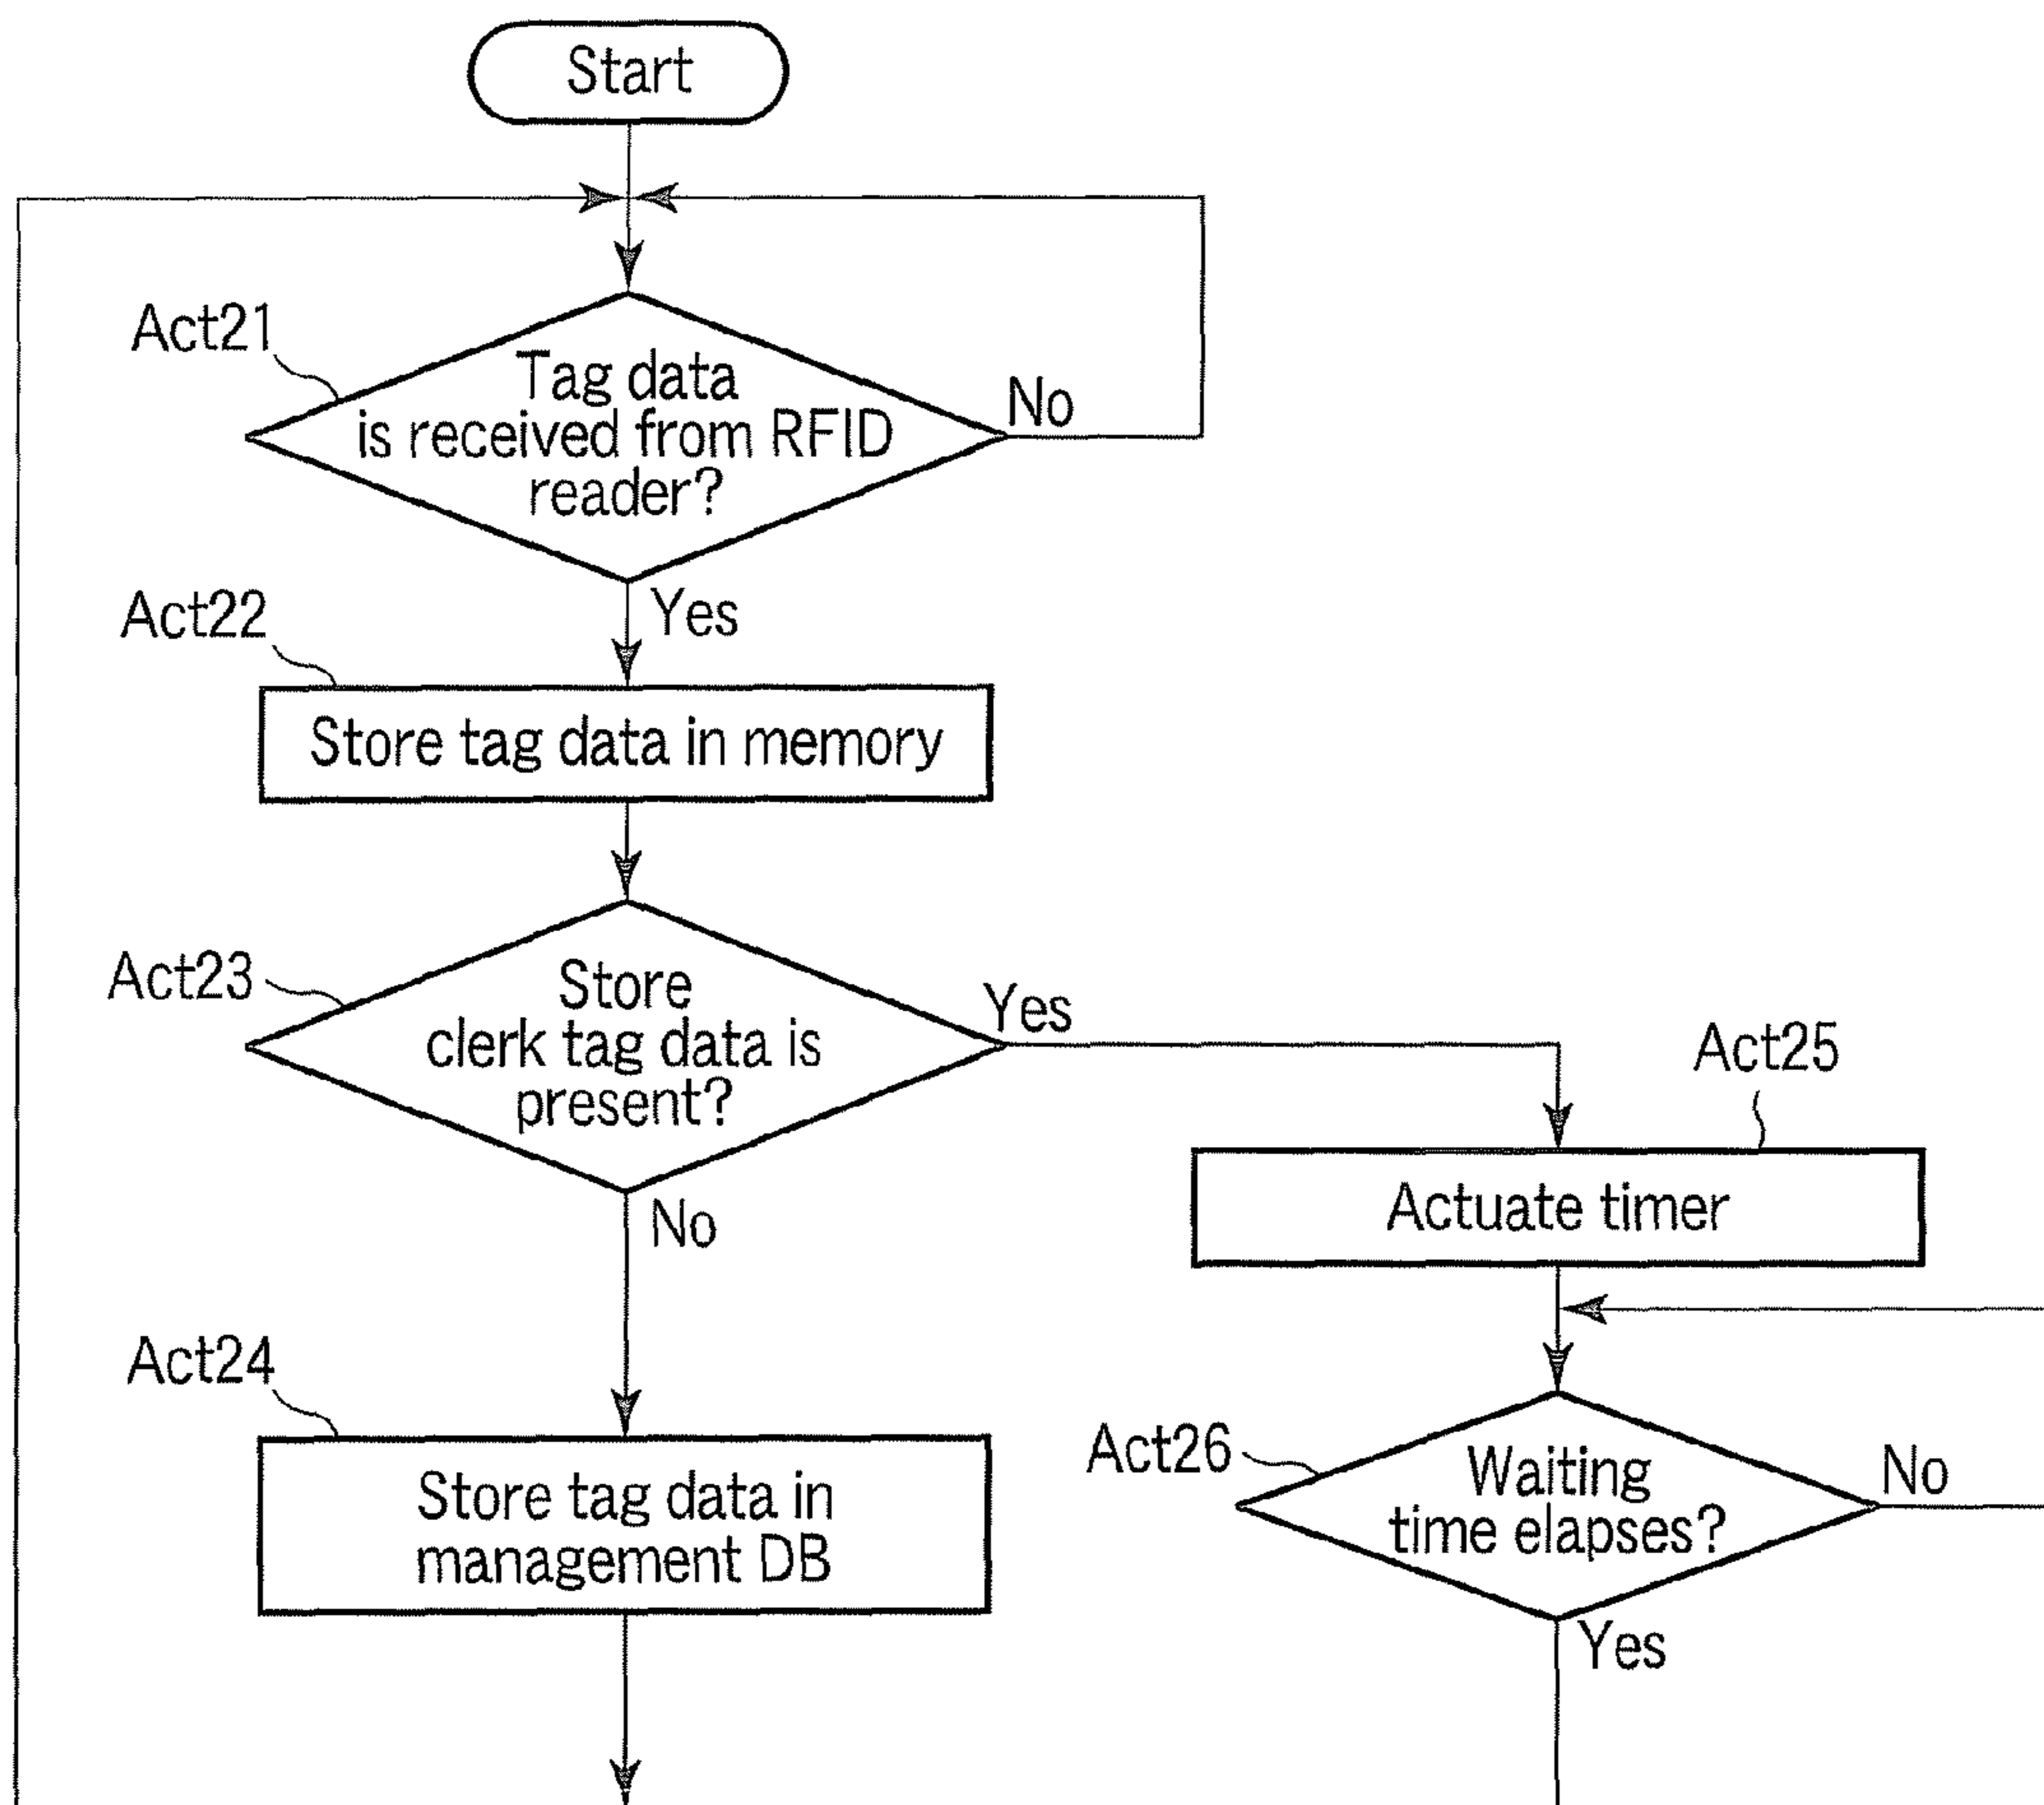 Start
Act21
Tag data
is received from RFID
reader?
No
Yes
Act22
Store tag data in memory
Act23
Store
clerk tag data is
present?
Yes
No
Act25
Actuate timer
Act24
Store tag data in
management DB
Act26
Waiting
time elapses?
No
Yes